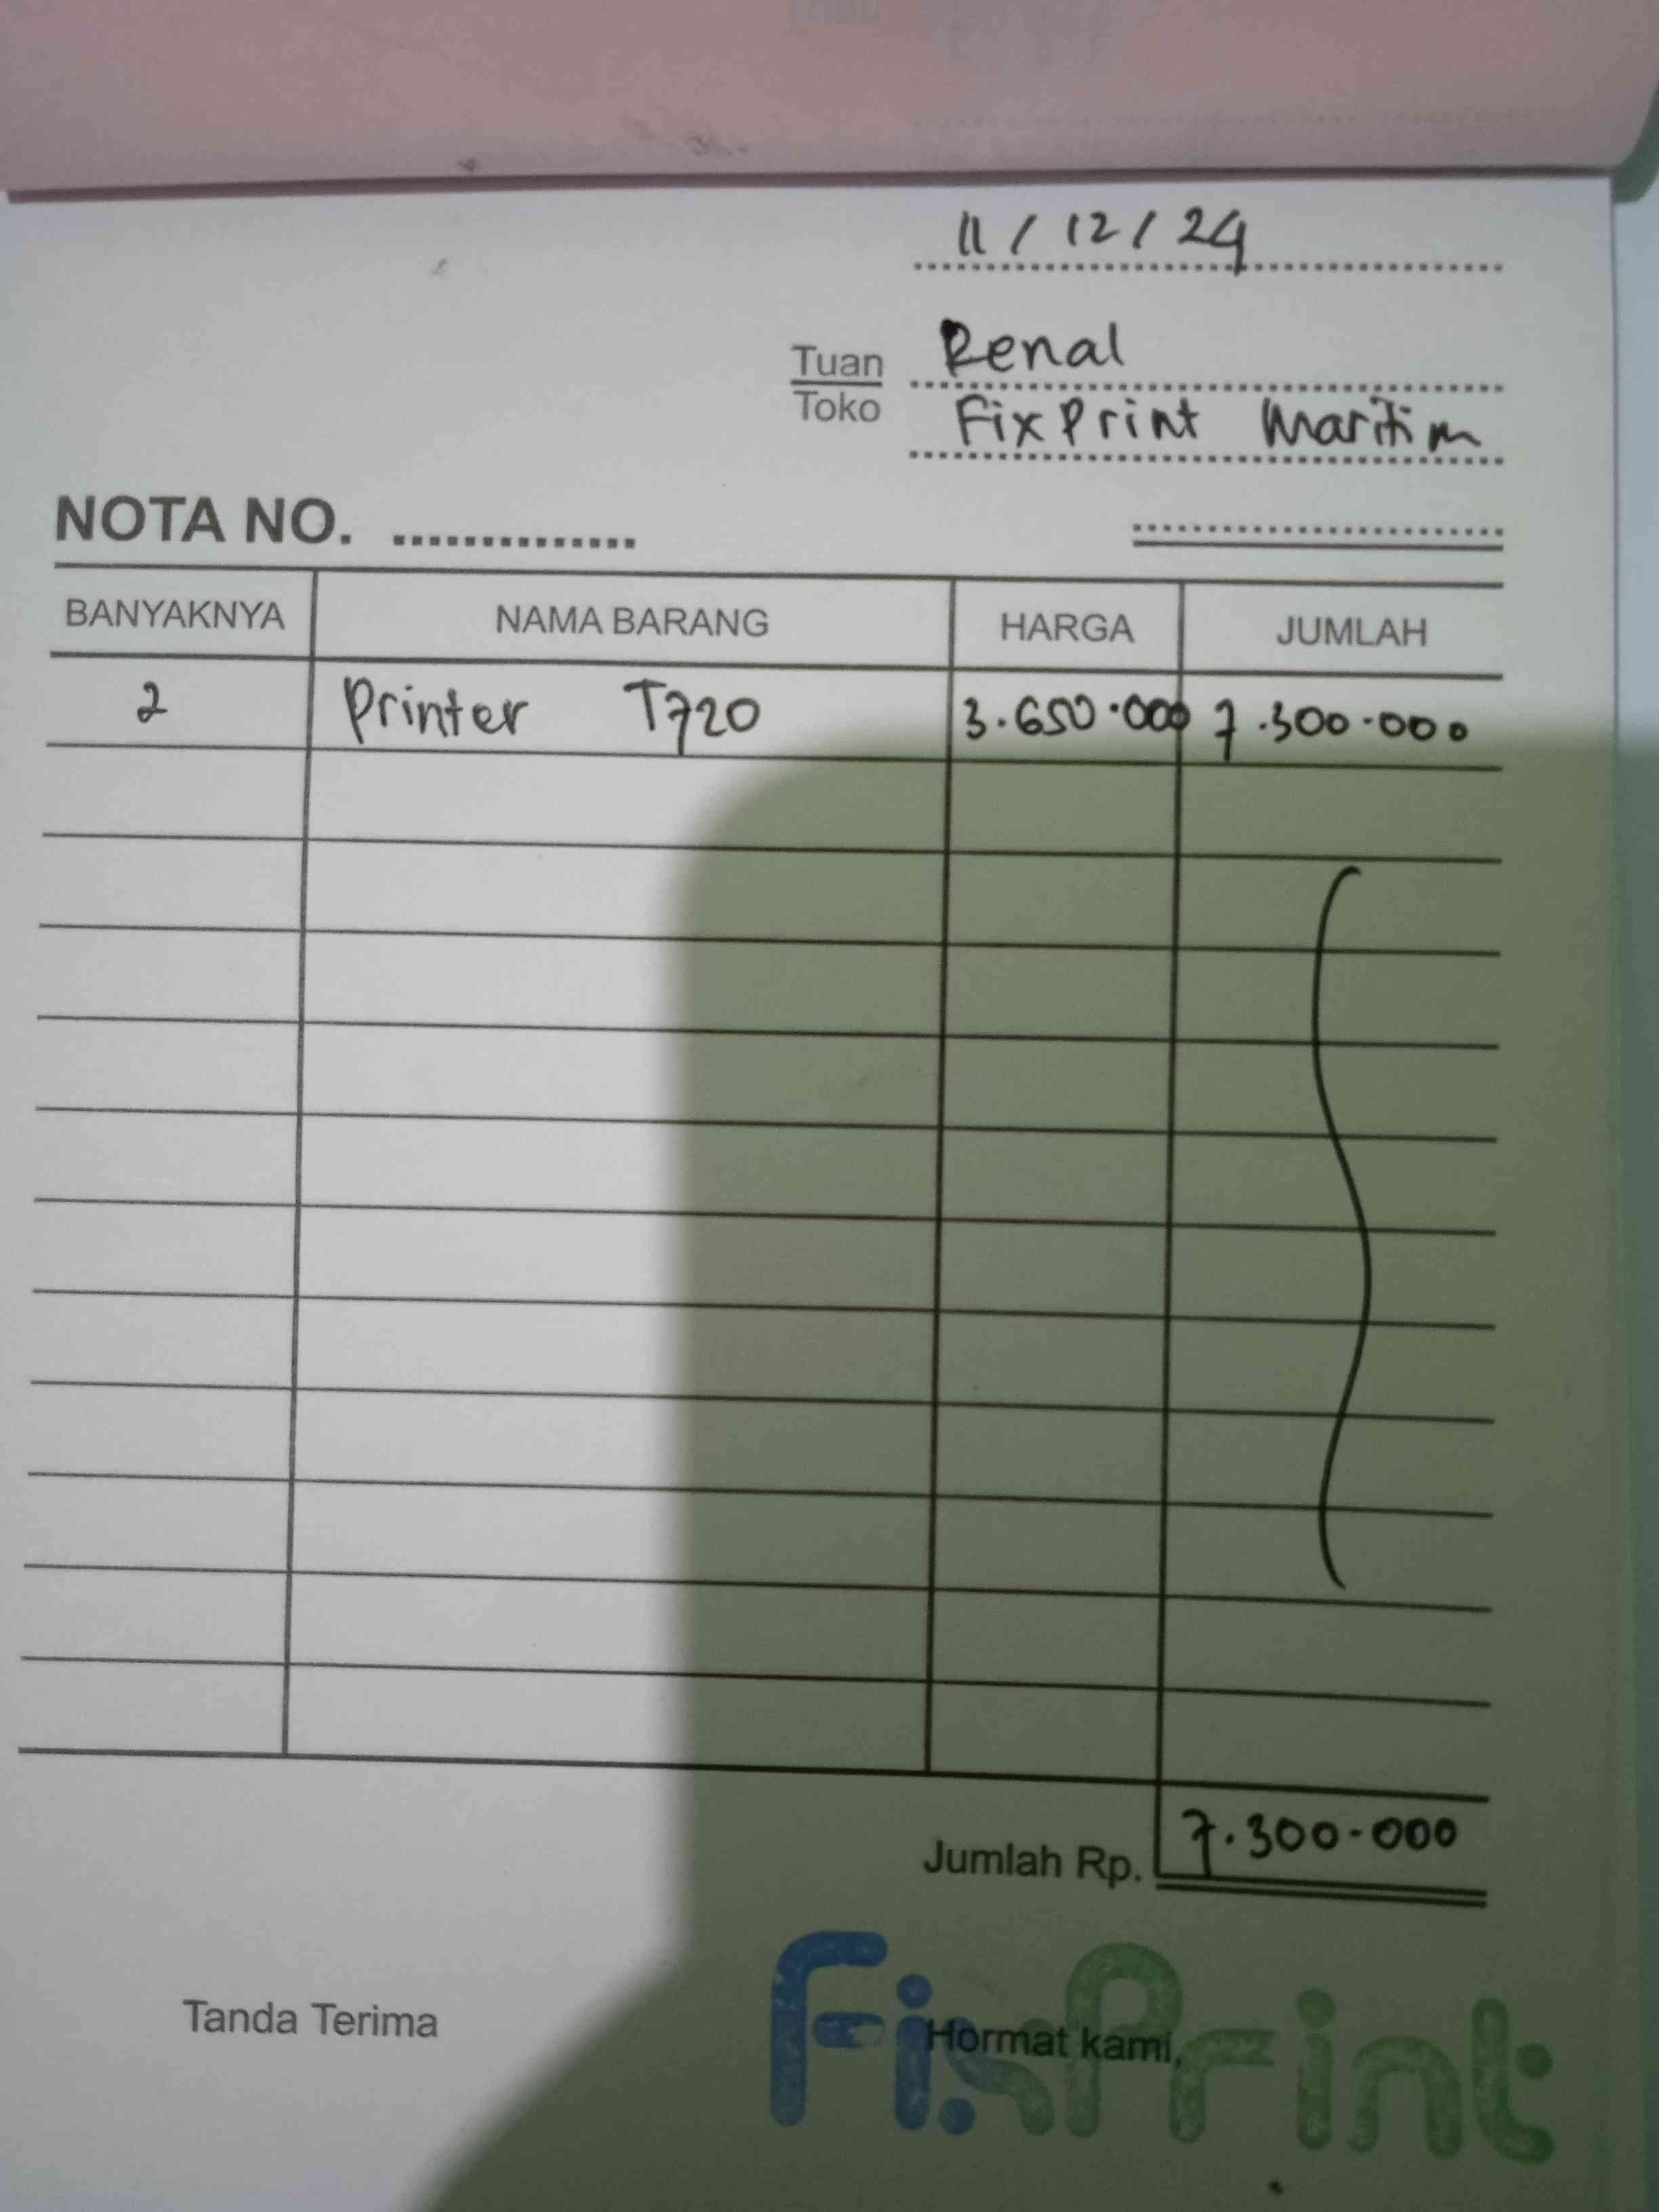 11 / 12 / 24
Tuan Renal
Toko FixPrint Maritim
NOTA NO. ..............
BANYAKNYA NAMA BARANG HARGA JUMLAH
2 Printer T720 3.650.000 7.300.000
Jumlah Rp. 7.300.000
Tanda Terima Hormat kami,
FixPrint